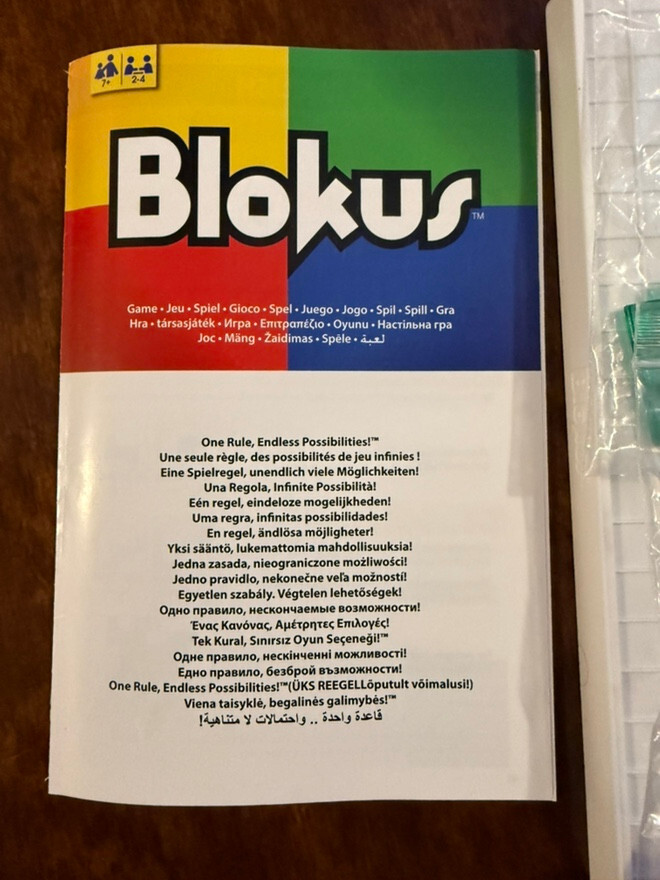 7+ 2-4
Blokus™
Game • Jeu • Spiel • Gioco • Spel • Juego • Jogo • Spil • Spill • Gra
Hra • társasjáték • Игра • Επιτραπέζιο • Oyunu • Настільна гра
Joc • Mäng • Žaidimas • Spēle • لعبة
One Rule, Endless Possibilities!™
Une seule règle, des possibilités de jeu infinies !
Eine Spielregel, unendlich viele Möglichkeiten!
Una Regola, Infinite Possibilità!
Eén regel, eindeloze mogelijkheden!
Uma regra, infinitas possibilidades!
En regel, ändlösa möjligheter!
Yksi sääntö, lukemattomia mahdollisuuksia!
Jedna zasada, nieograniczone możliwości!
Jedno pravidlo, nekonečne veľa možností!
Egyetlen szabály. Végtelen lehetőségek!
Одно правило, нескончаемые возможности!
Ένας Κανόνας, Αμέτρητες Επιλογές!
Tek Kural, Sınırsız Oyun Seçeneği!™
Одне правило, нескінченні можливості!
Едно правило, безброй възможности!
One Rule, Endless Possibilities!™(ÜKS REEGELLõputult võimalusi!)
Viena taisyklė, begalinės galimybės!™
قاعدة واحدة .. واحتمالات لا متناهية!